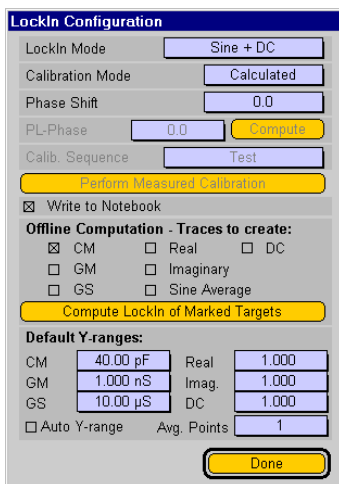 LockIn Configuration
LockIn Mode Sine + DC
Calibration Mode Calculated
Phase Shift 0.0
PL-Phase 0.0 Compute
Calib. Sequence Test
Perform Measured Calibration
Write to Notebook
Offline Computation - Traces to create:
CM Real DC
GM Imaginary
GS Sine Average
Compute LockIn of Marked Targets
Default Y-ranges:
CM 40.00 pF Real 1.000
GM 1.000 nS Imag. 1.000
GS 10.00 µS DC 1.000
Auto Y-range Avg. Points 1
Done